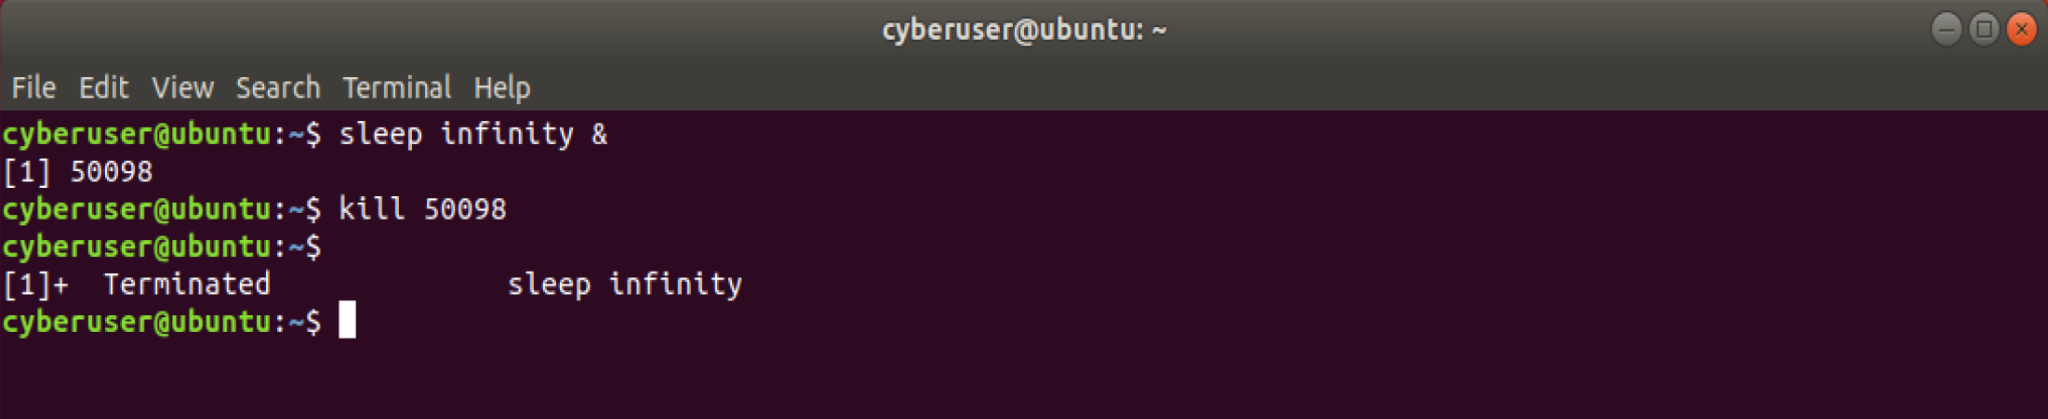 cyberuser@ubuntu: ~
File Edit View Search Terminal Help
cyberuser@ubuntu:~$ sleep infinity &
[1] 50098
cyberuser@ubuntu:~$ kill 50098
cyberuser@ubuntu:~$
[1]+  Terminated              sleep infinity
cyberuser@ubuntu:~$